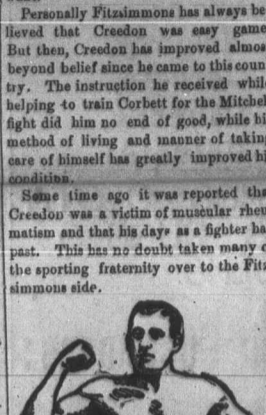 Personally Fitzsimmons has always be
lieved that Creedon was easy game
But then, Creedon has improved almos
beyond belief since he came to this coun
try. The instruction he received whil
helping to train Corbett for the Mitchel
fight did him no end of good, while hi
method of living and manner of takin
care of himself has greatly improved hi
condition.
Some time ago it was reported tha
Creedon was a victim of muscular rheu
matism and that his days as a fighter ha
past. This has no doubt taken many o
the sporting fraternity over to the Fitz
simmons side.